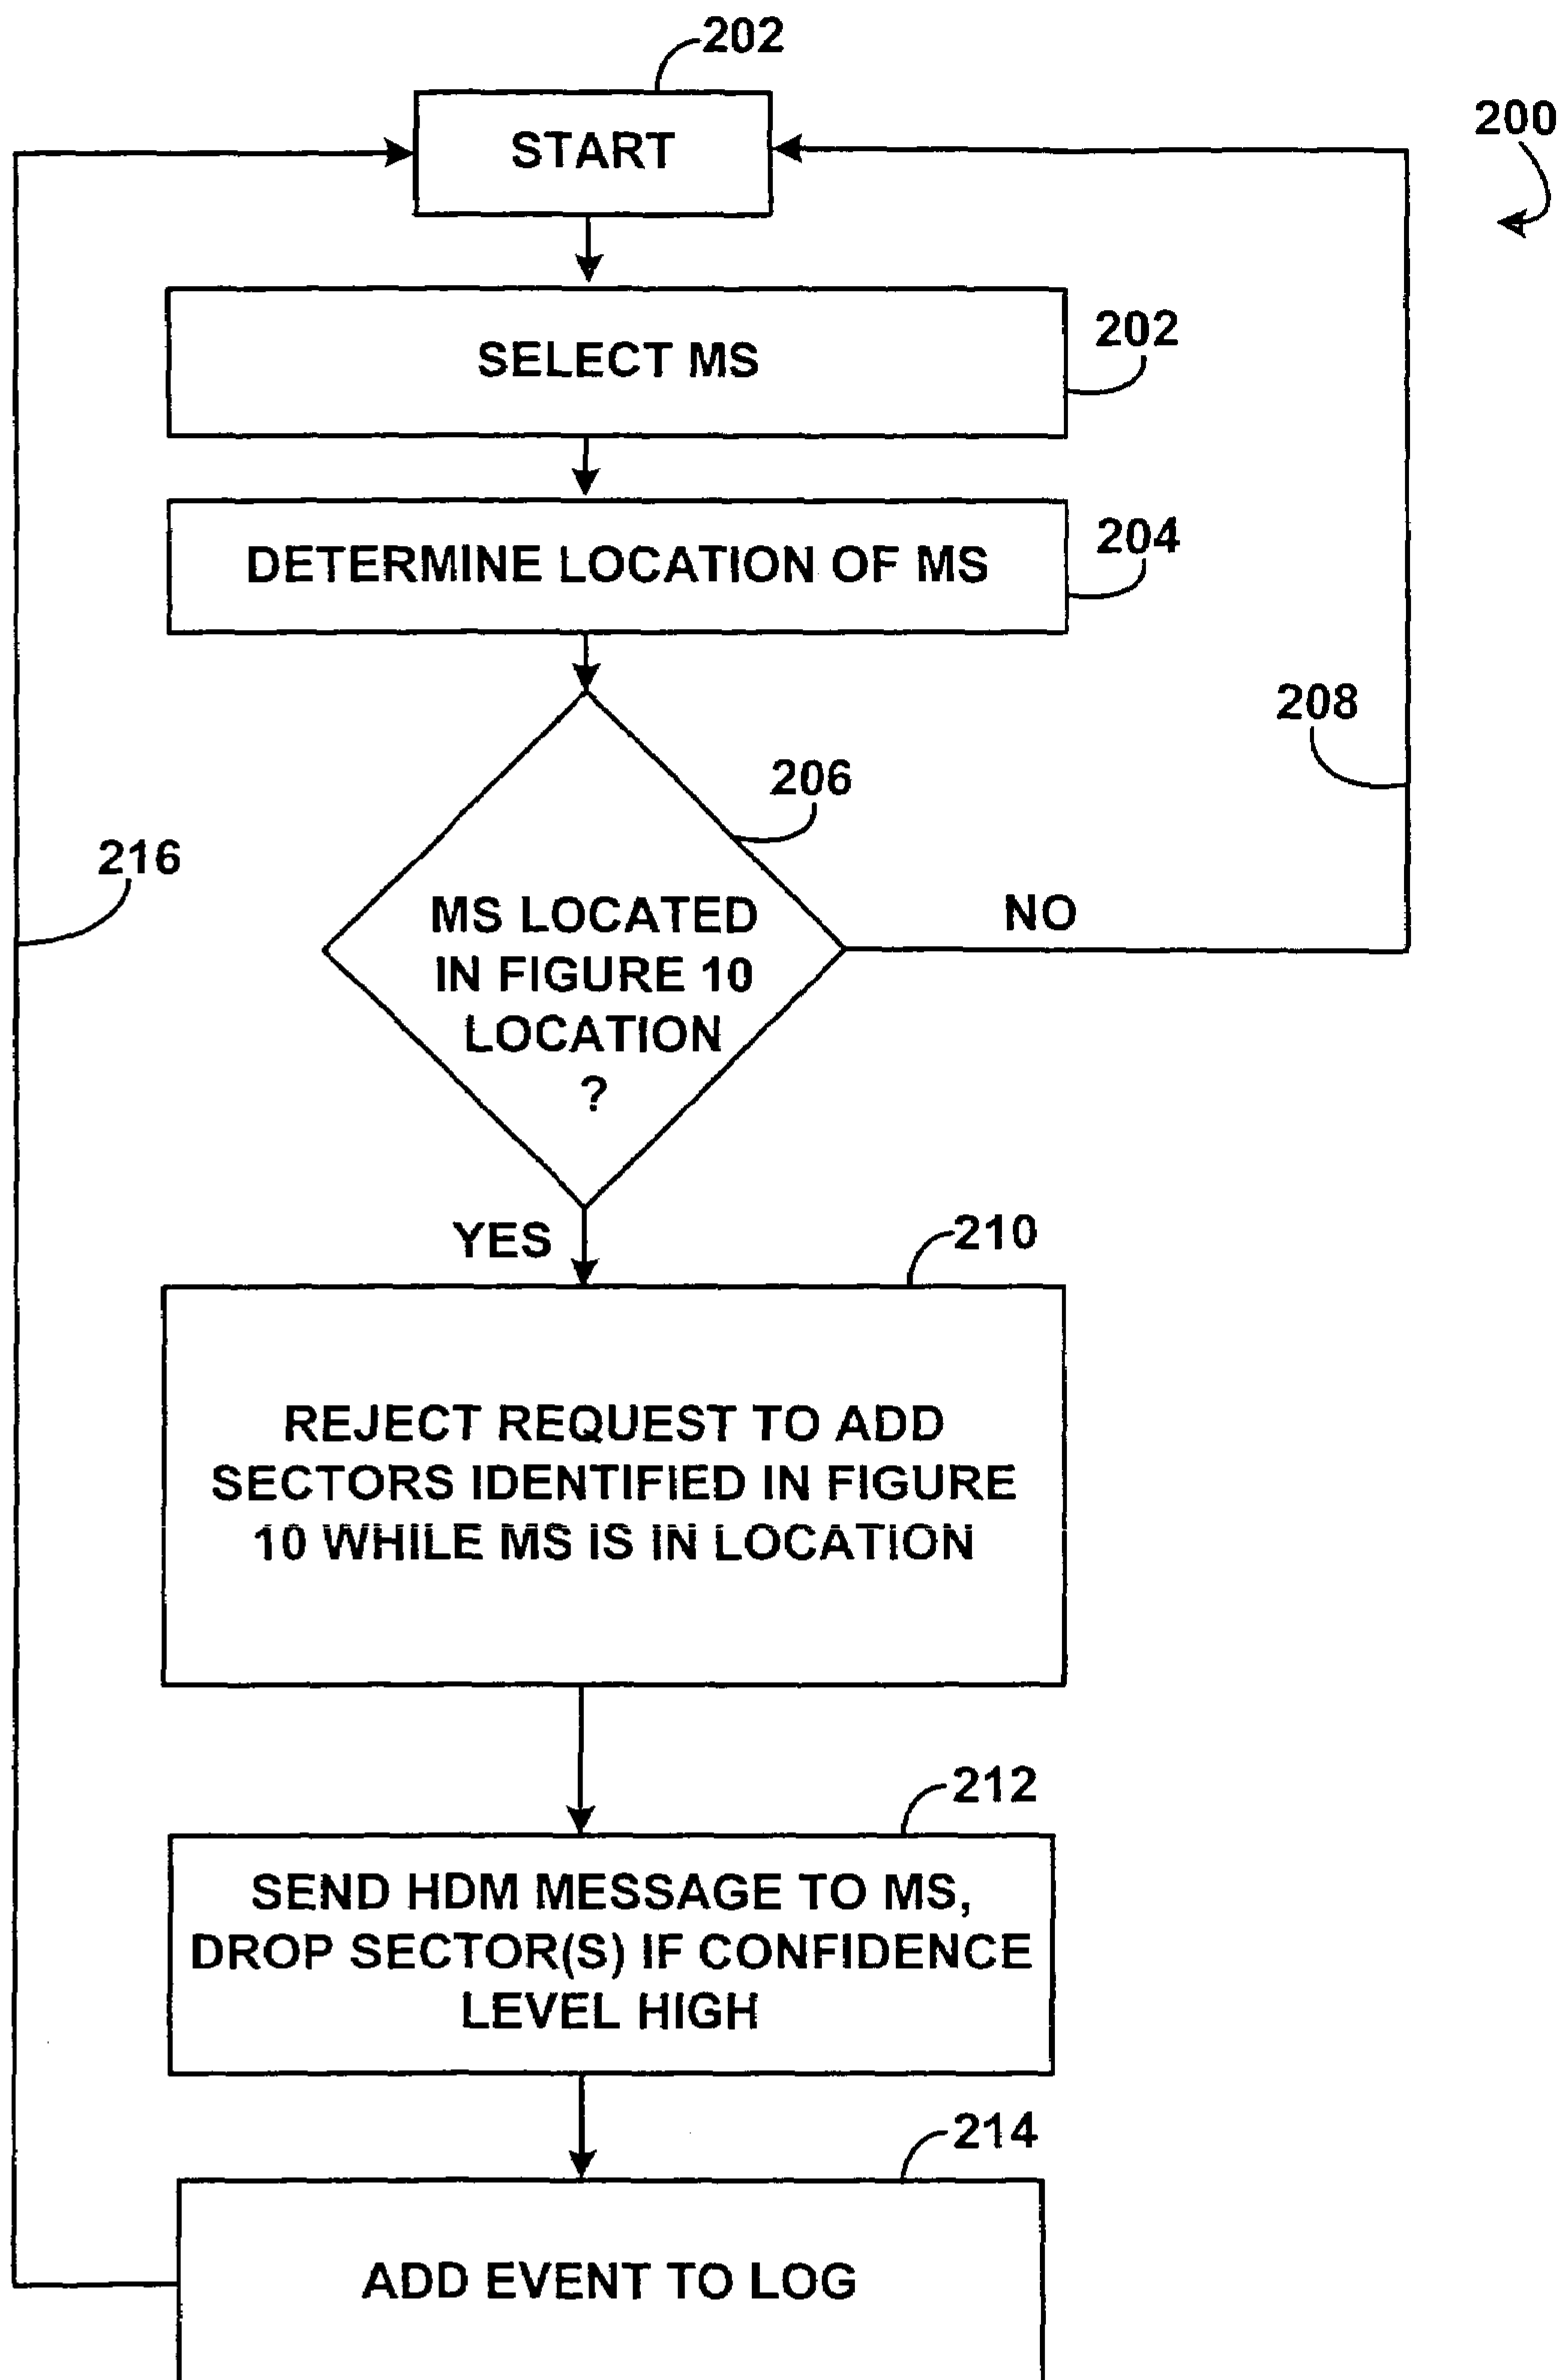 202
START
200
SELECT MS
202
DETERMINE LOCATION OF MS
204
208
206
216
MS LOCATED
IN FIGURE 10
LOCATION
?
NO
YES
210
REJECT REQUEST TO ADD
SECTORS IDENTIFIED IN FIGURE
10 WHILE MS IS IN LOCATION
212
SEND HDM MESSAGE TO MS,
DROP SECTOR(S) IF CONFIDENCE
LEVEL HIGH
214
ADD EVENT TO LOG